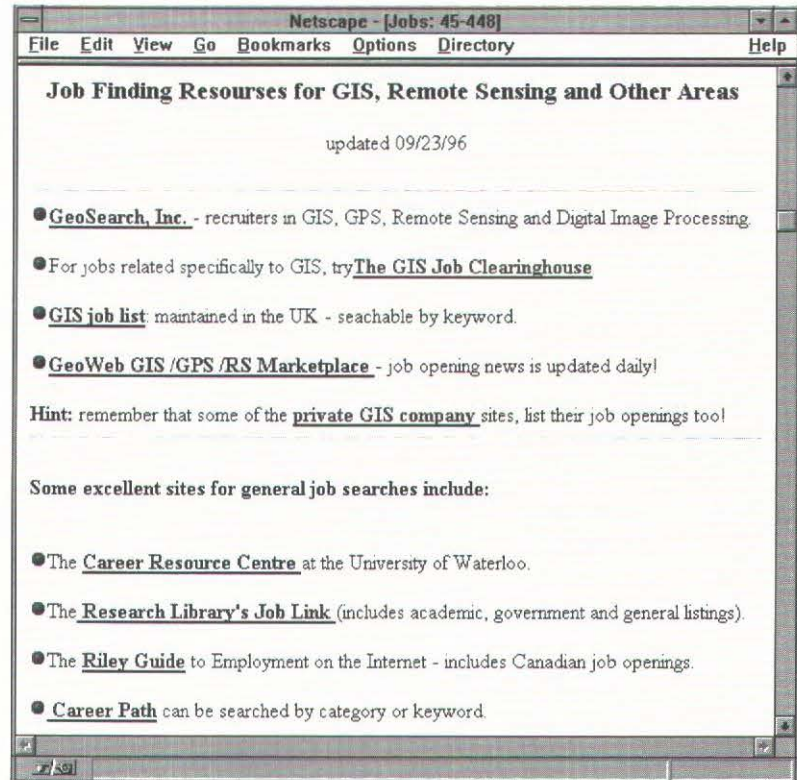 Netscape - [Jobs: 45-448]
File Edit View Go Bookmarks Options Directory Help
Job Finding Resourses for GIS, Remote Sensing and Other Areas
updated 09/23/96
GeoSearch, Inc. - recruiters in GIS, GPS, Remote Sensing and Digital Image Processing.
For jobs related specifically to GIS, tryThe GIS Job Clearinghouse
GIS job list: maintained in the UK - seachable by keyword.
GeoWeb GIS /GPS /RS Marketplace - job opening news is updated daily!
Hint: remember that some of the private GIS company sites, list their job openings too!
Some excellent sites for general job searches include:
The Career Resource Centre at the University of Waterloo.
The Research Library's Job Link (includes academic, government and general listings).
The Riley Guide to Employment on the Internet - includes Canadian job openings.
Career Path can be searched by category or keyword.